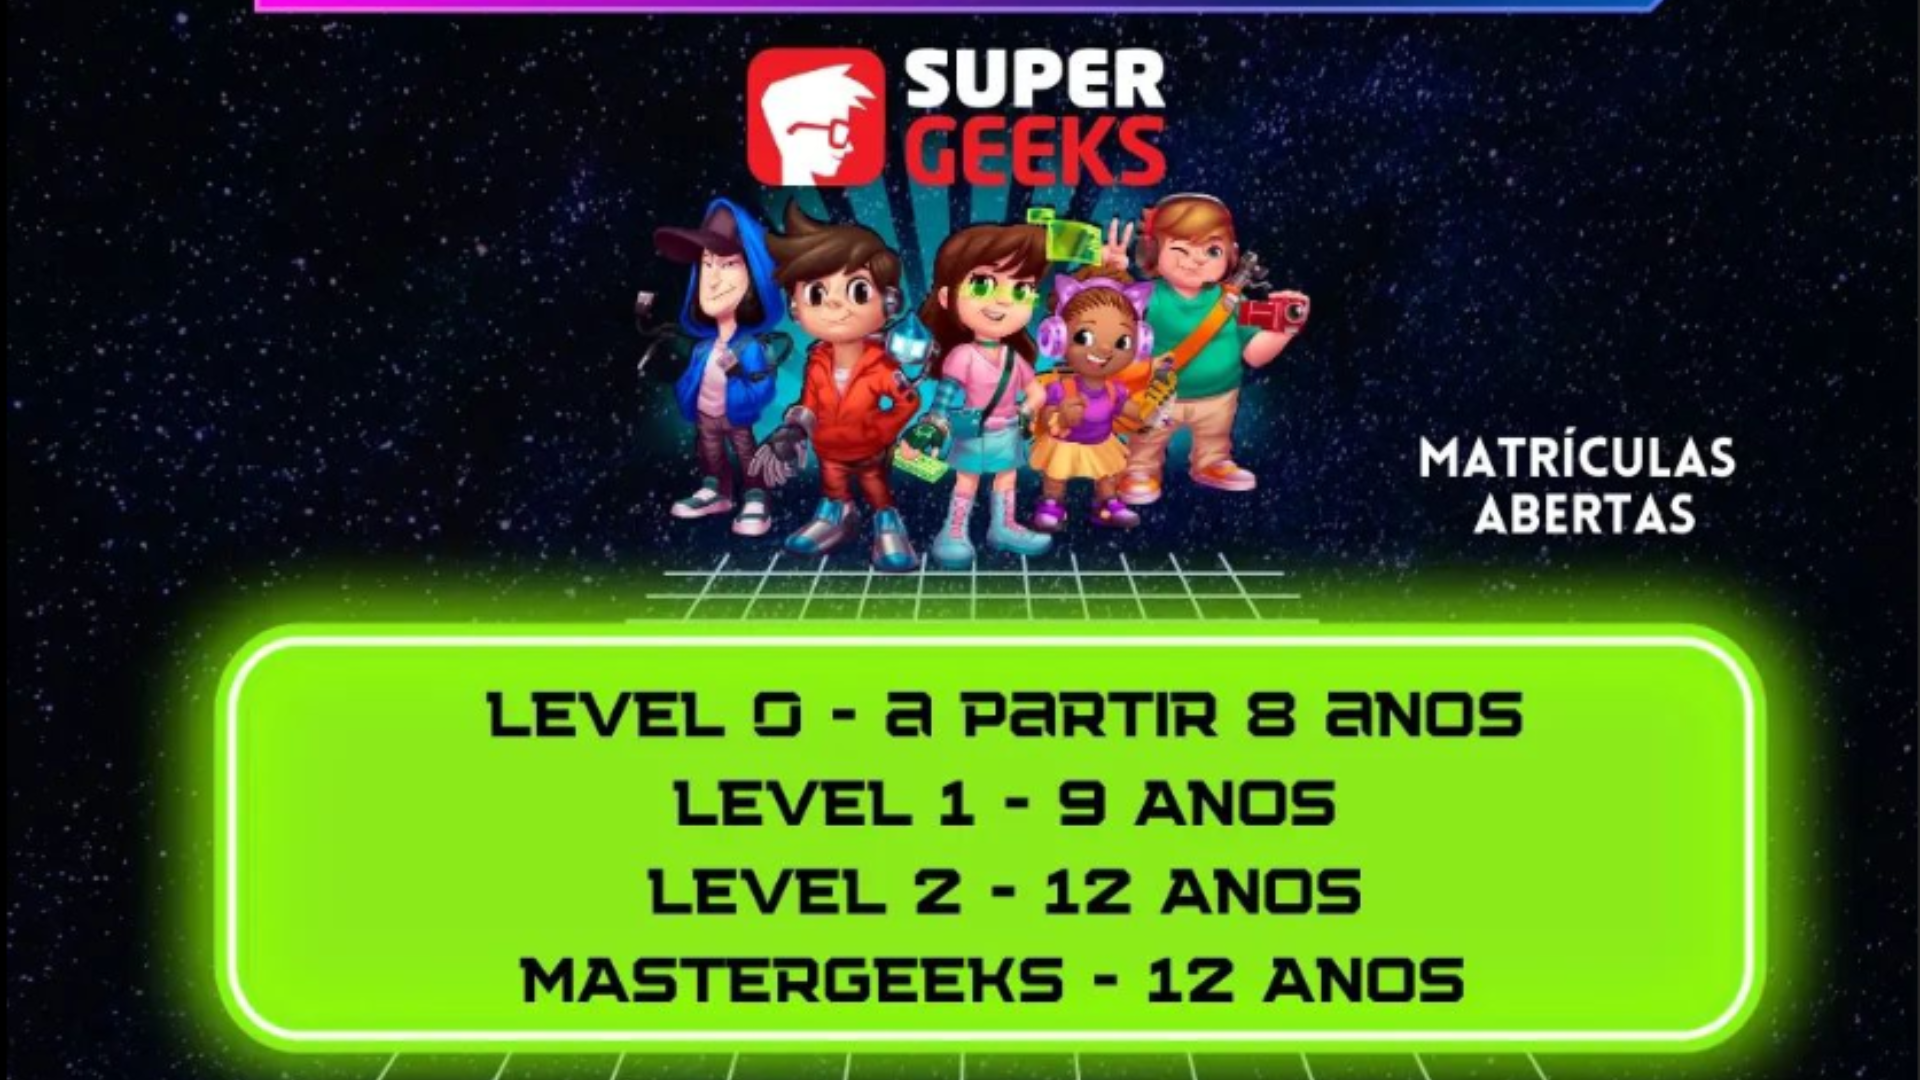 SUPER
GEEKS
MATRÍCULAS
ABERTAS
LEVEL 0 - a PARTIR 8 aNOS
LEVEL 1 - 9 ANOS
LEVEL 2 - 12 ANOS
MASTERGEEKS - 12 ANOS